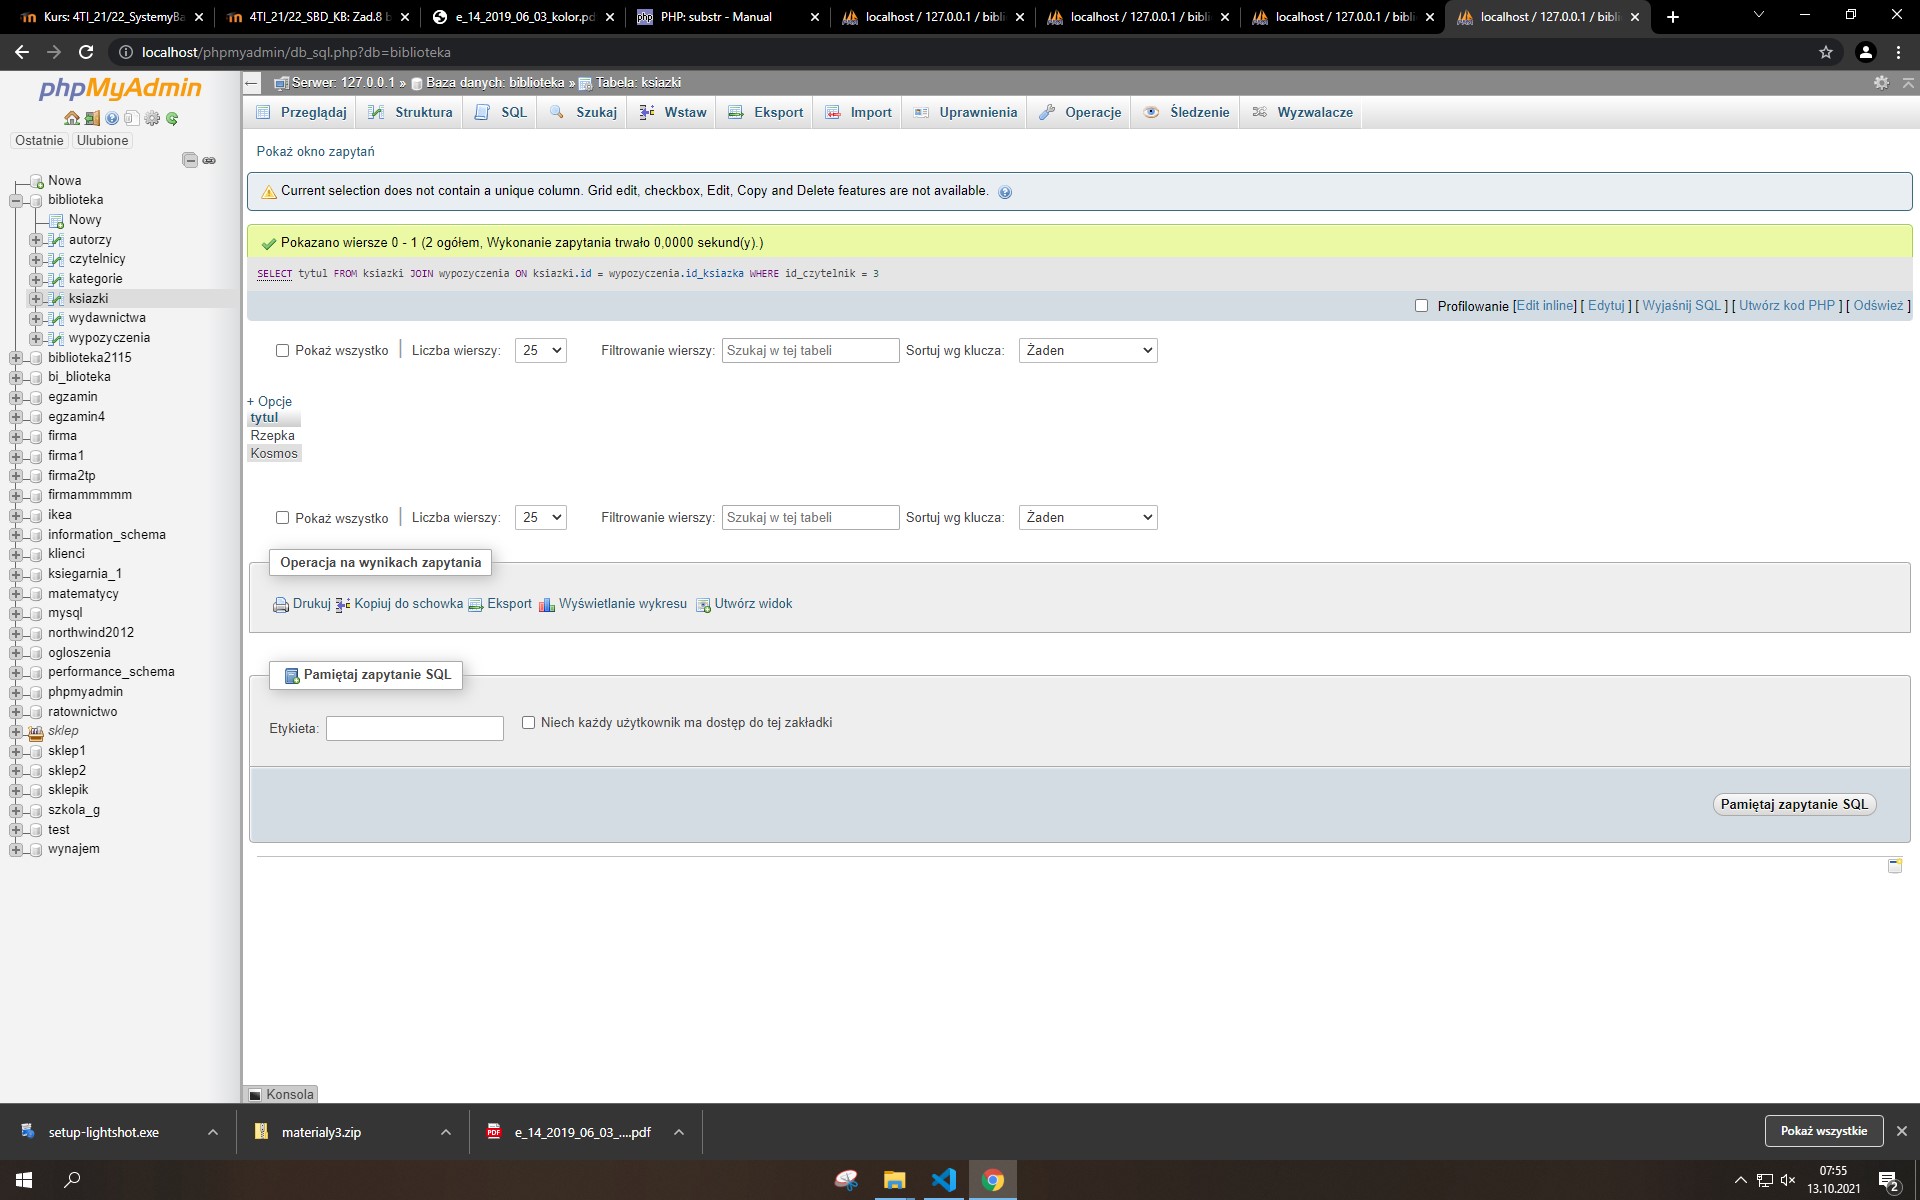 Kurs: 4TI_21/22_SystemyBa
4TI_21/22_SBD_KB: Zad.8 b
e_14_2019_06_03_kolor.pd
PHP: substr - Manual
localhost / 127.0.0.1 / bibli
localhost / 127.0.0.1 / bibli
localhost / 127.0.0.1 / bibli
localhost / 127.0.0.1 / bibli
localhost/phpmyadmin/db_sql.php?db=biblioteka
phpMyAdmin
Ostatnie
Ulubione
Nowa
biblioteka
Nowy
autorzy
czytelnicy
kategorie
ksiazki
wydawnictwa
wypozyczenia
biblioteka2115
bi_blioteka
egzamin
egzamin4
firma
firma1
firma2tp
firmammmmm
ikea
information_schema
klienci
ksiegarnia_1
matematycy
mysql
northwind2012
ogloszenia
performance_schema
phpmyadmin
ratownictwo
sklep
sklep1
sklep2
sklepik
szkola_g
test
wynajem
Serwer: 127.0.0.1 » Baza danych: biblioteka » Tabela: ksiazki
Przeglądaj
Struktura
SQL
Szukaj
Wstaw
Eksport
Import
Uprawnienia
Operacje
Śledzenie
Wyzwalacze
Pokaż okno zapytań
Current selection does not contain a unique column. Grid edit, checkbox, Edit, Copy and Delete features are not available.
Pokazano wiersze 0 - 1 (2 ogółem, Wykonanie zapytania trwało 0,0000 sekund(y).)
SELECT tytul FROM ksiazki JOIN wypozyczenia ON ksiazki.id = wypozyczenia.id_ksiazka WHERE id_czytelnik = 3
Profilowanie [Edit inline] [ Edytuj ] [ Wyjaśnij SQL ] [ Utwórz kod PHP ] [ Odśwież ]
Pokaż wszystko | Liczba wierszy: 25 Filtrowanie wierszy: Szukaj w tej tabeli Sortuj wg klucza: Żaden
+ Opcje
tytul
Rzepka
Kosmos
Pokaż wszystko | Liczba wierszy: 25 Filtrowanie wierszy: Szukaj w tej tabeli Sortuj wg klucza: Żaden
Operacja na wynikach zapytania
Drukuj Kopiuj do schowka Eksport Wyświetlanie wykresu Utwórz widok
Pamiętaj zapytanie SQL
Etykieta: Niech każdy użytkownik ma dostęp do tej zakładki
Pamiętaj zapytanie SQL
Konsola
setup-lightshot.exe
materialy3.zip
PDF
e_14_2019_06_03_....pdf
Pokaż wszystkie
07:55
13.10.2021
2